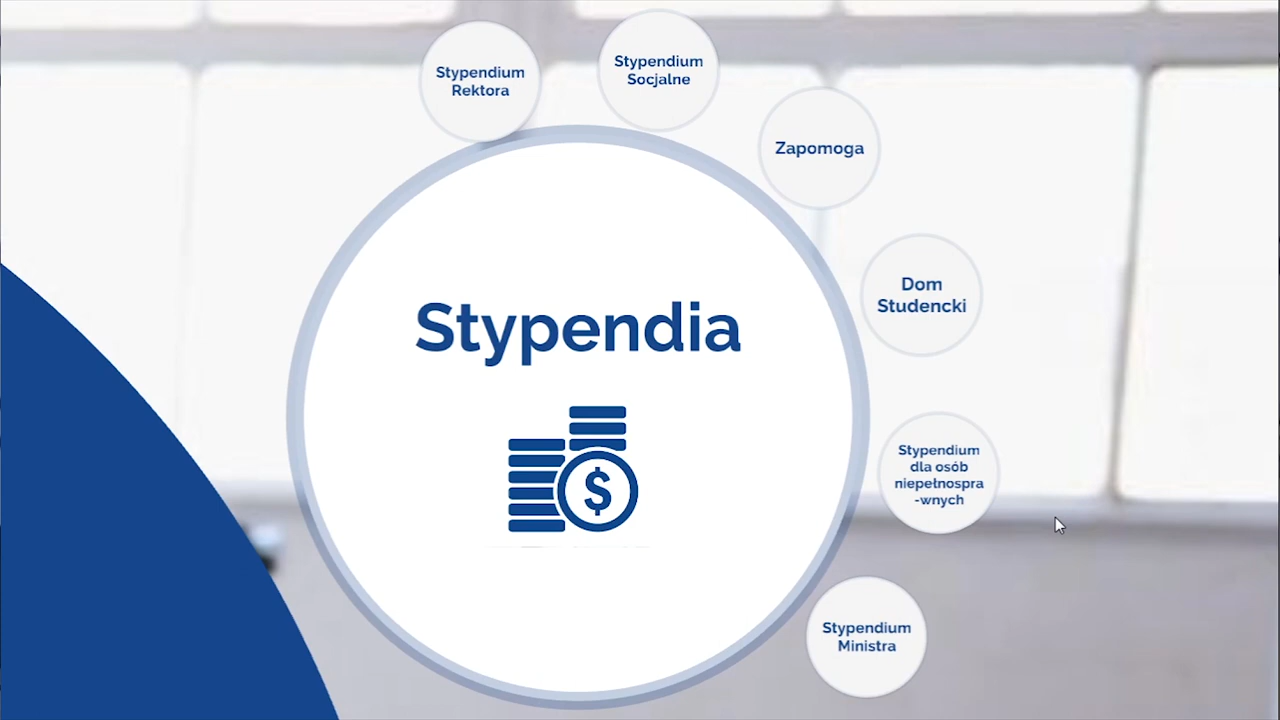 Stypendium
Rektora
Stypendium
Socjalne
Zapomoga
Dom
Studencki
Stypendia
$
Stypendium
dla osób
niepełnospra
-wnych
Stypendium
Ministra